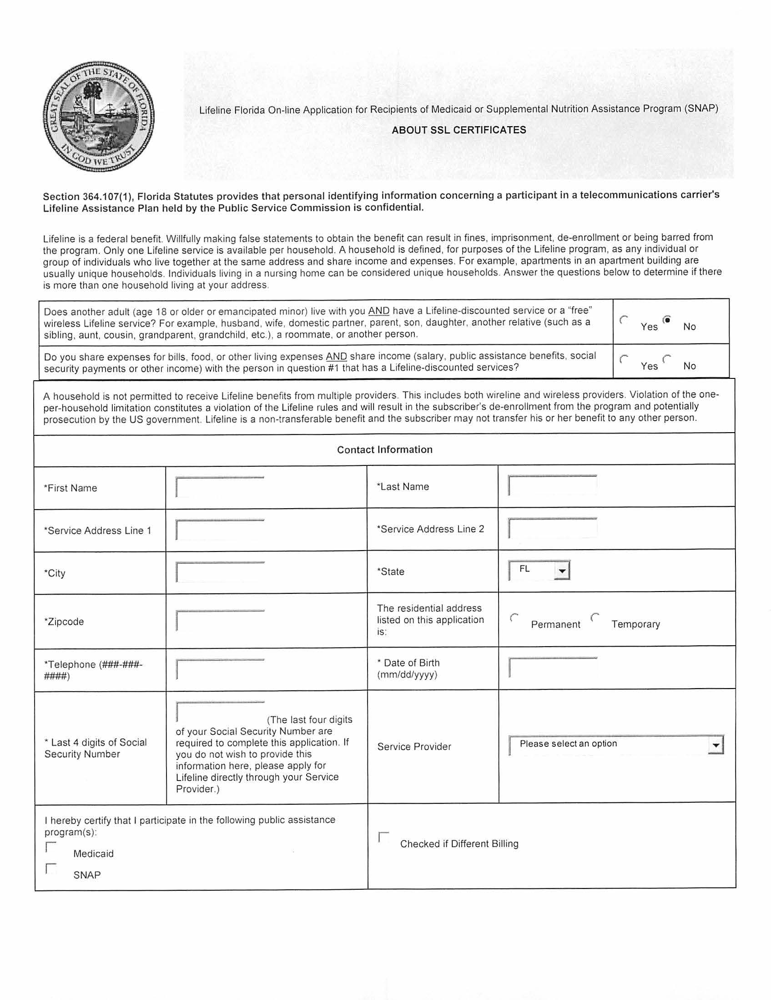 GREAT SEAL OF THE STATE OF FLORIDA
IN GOD WE TRUST
Lifeline Florida On-line Application for Recipients of Medicaid or Supplemental Nutrition Assistance Program (SNAP)
ABOUT SSL CERTIFICATES
Section 364.107(1), Florida Statutes provides that personal identifying information concerning a participant in a telecommunications carrier's
Lifeline Assistance Plan held by the Public Service Commission is confidential.
Lifeline is a federal benefit. Willfully making false statements to obtain the benefit can result in fines, imprisonment, de-enrollment or being barred from
the program. Only one Lifeline service is available per household. A household is defined, for purposes of the Lifeline program, as any individual or
group of individuals who live together at the same address and share income and expenses. For example, apartments in an apartment building are
usually unique households. Individuals living in a nursing home can be considered unique households. Answer the questions below to determine if there
is more than one household living at your address.
Does another adult (age 18 or older or emancipated minor) live with you AND have a Lifeline-discounted service or a "free"
wireless Lifeline service? For example, husband, wife, domestic partner, parent, son, daughter, another relative (such as a
sibling, aunt, cousin, grandparent, grandchild, etc.), a roommate, or another person.
Yes No
Do you share expenses for bills, food, or other living expenses AND share income (salary, public assistance benefits, social
security payments or other income) with the person in question #1 that has a Lifeline-discounted services?
Yes No
A household is not permitted to receive Lifeline benefits from multiple providers. This includes both wireline and wireless providers. Violation of the one-
per-household limitation constitutes a violation of the Lifeline rules and will result in the subscriber's de-enrollment from the program and potentially
prosecution by the US government. Lifeline is a non-transferable benefit and the subscriber may not transfer his or her benefit to any other person.
Contact Information
*First Name
*Last Name
*Service Address Line 1
*Service Address Line 2
*City
*State
FL
*Zipcode
The residential address
listed on this application
is:
Permanent Temporary
*Telephone (###-###-
####)
* Date of Birth
(mm/dd/yyyy)
* Last 4 digits of Social
Security Number
(The last four digits
of your Social Security Number are
required to complete this application. If
you do not wish to provide this
information here, please apply for
Lifeline directly through your Service
Provider.)
Service Provider
Please select an option
I hereby certify that I participate in the following public assistance
program(s):
Medicaid
SNAP
Checked if Different Billing